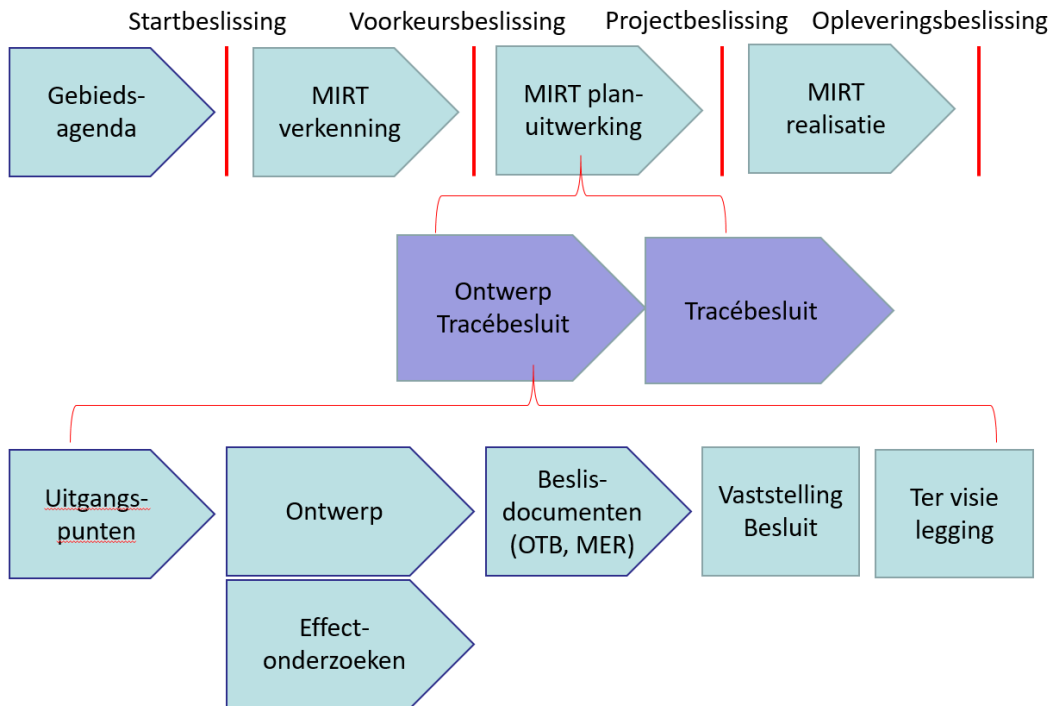 Startbeslissing
Voorkeursbeslissing
Projectbeslissing
Opleveringsbeslissing
Gebieds-
agenda
MIRT
verkenning
MIRT plan-
uitwerking
MIRT
realisatie
Ontwerp
Tracébesluit
Tracébesluit
Uitgangs-
punten
Ontwerp
Beslis-
documenten
(OTB, MER)
Vaststelling
Besluit
Ter visie
legging
Effect-
onderzoeken